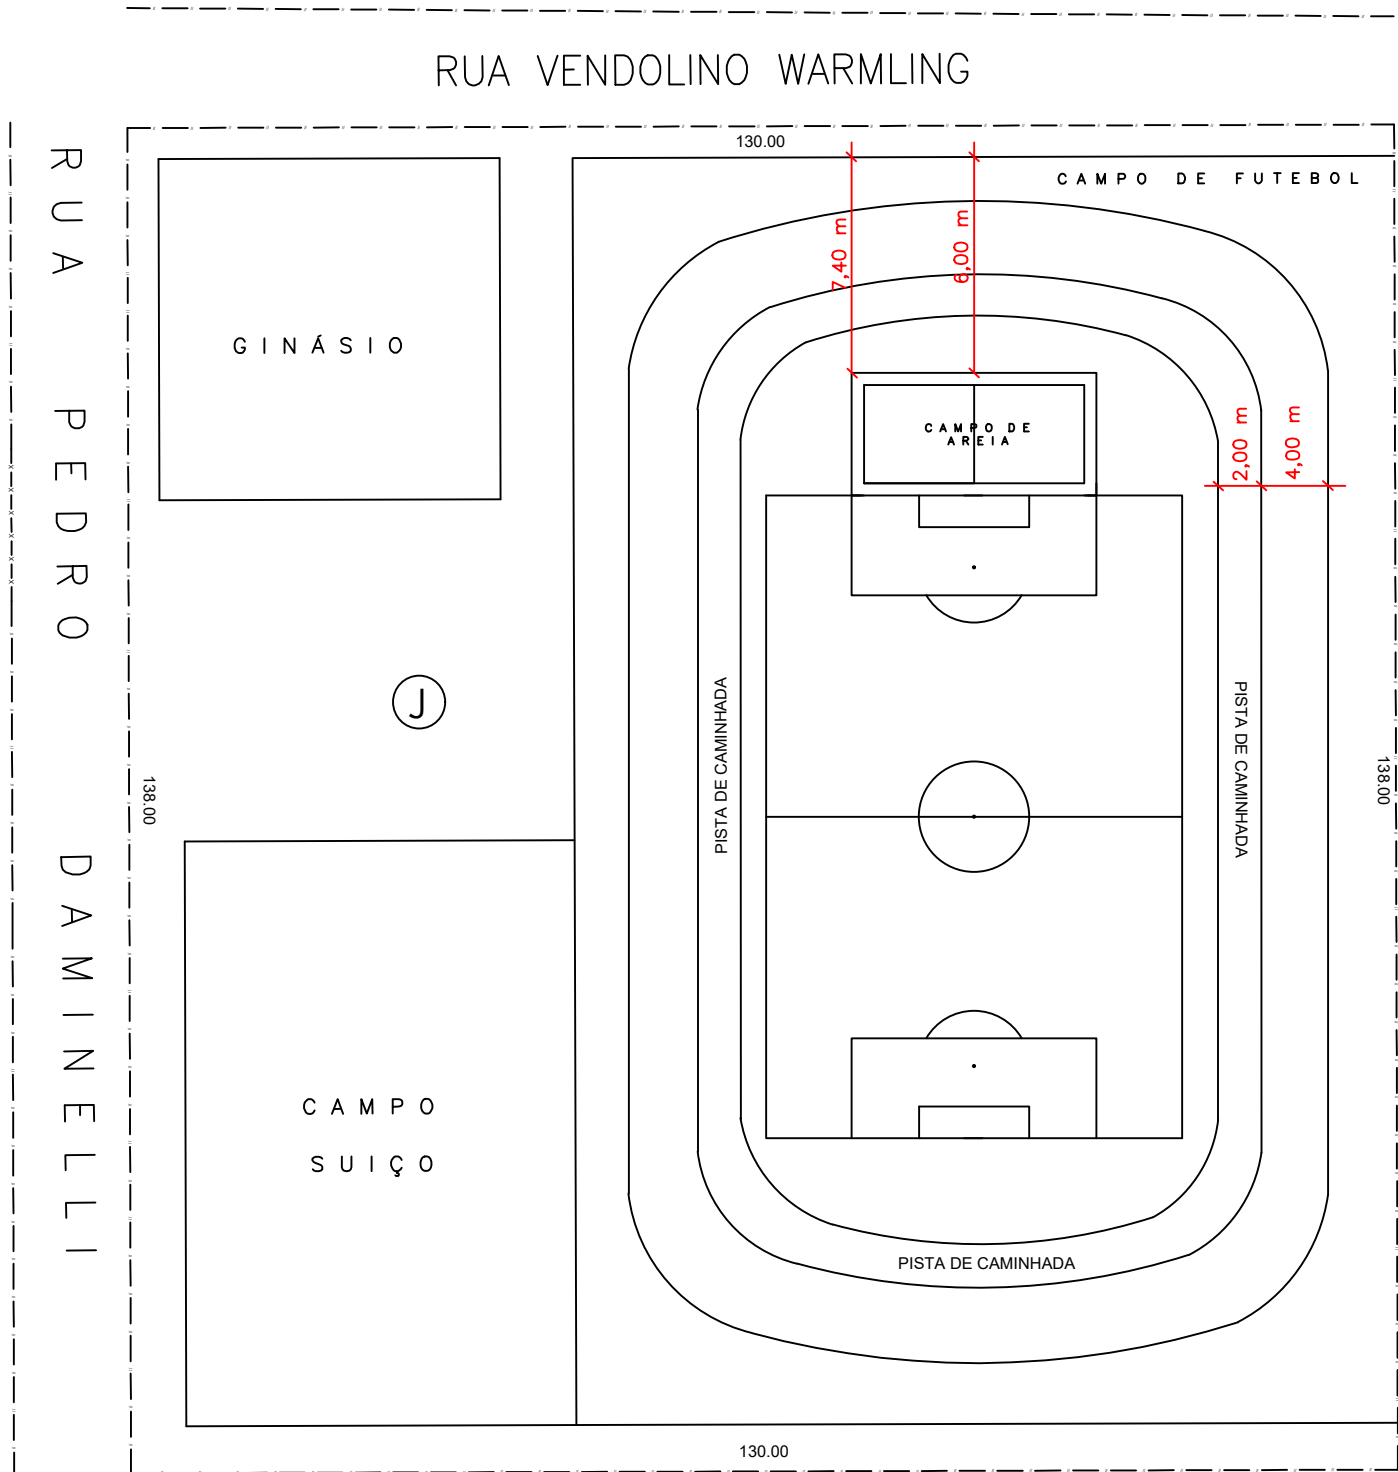 RUA VENDOLINO WARMLING
130.00
CAMPO DE FUTEBOL
RUA PEDRO DAMINELLI
7,40 m
6,00 m
GINÁSIO
CAMPO DE
AREIA
2,00 m
4,00 m
J
PISTA DE CAMINHADA
PISTA DE CAMINHADA
138.00
138.00
CAMPO
SUIÇO
PISTA DE CAMINHADA
130.00